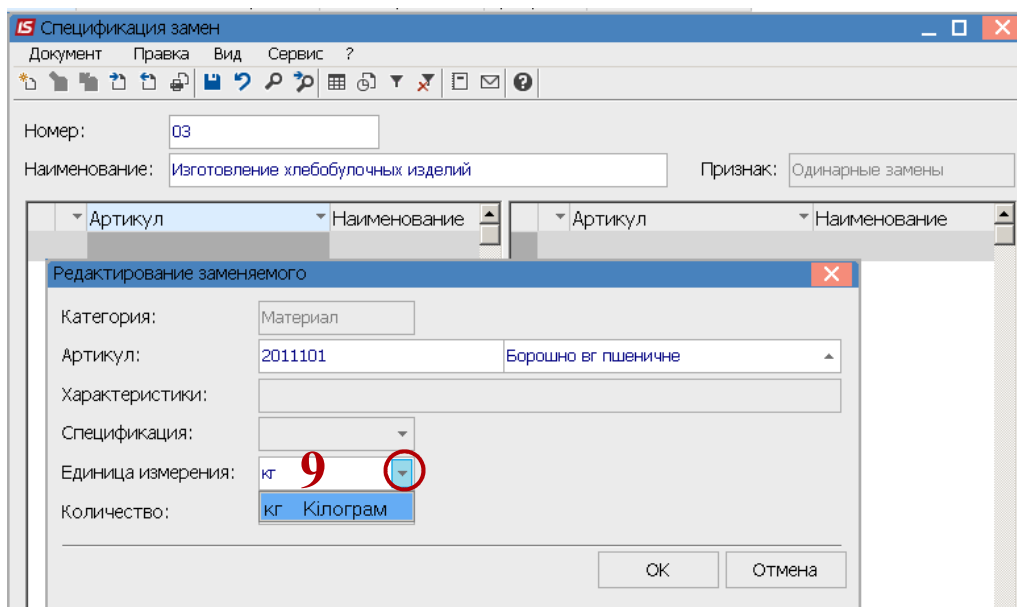 IS Спецификация замен
Документ Правка Вид Сервис ?
Номер: 03
Наименование: Изготовление хлебобулочных изделий Признак: Одинарные замены
Артикул Наименование Артикул Наименование
Редактирование заменяемого
Категория: Материал
Артикул: 2011101 Борошно вг пшеничне
Характеристики:
Спецификация:
Единица измерения: кг 9
кг Кілограм
Количество:
ОК Отмена